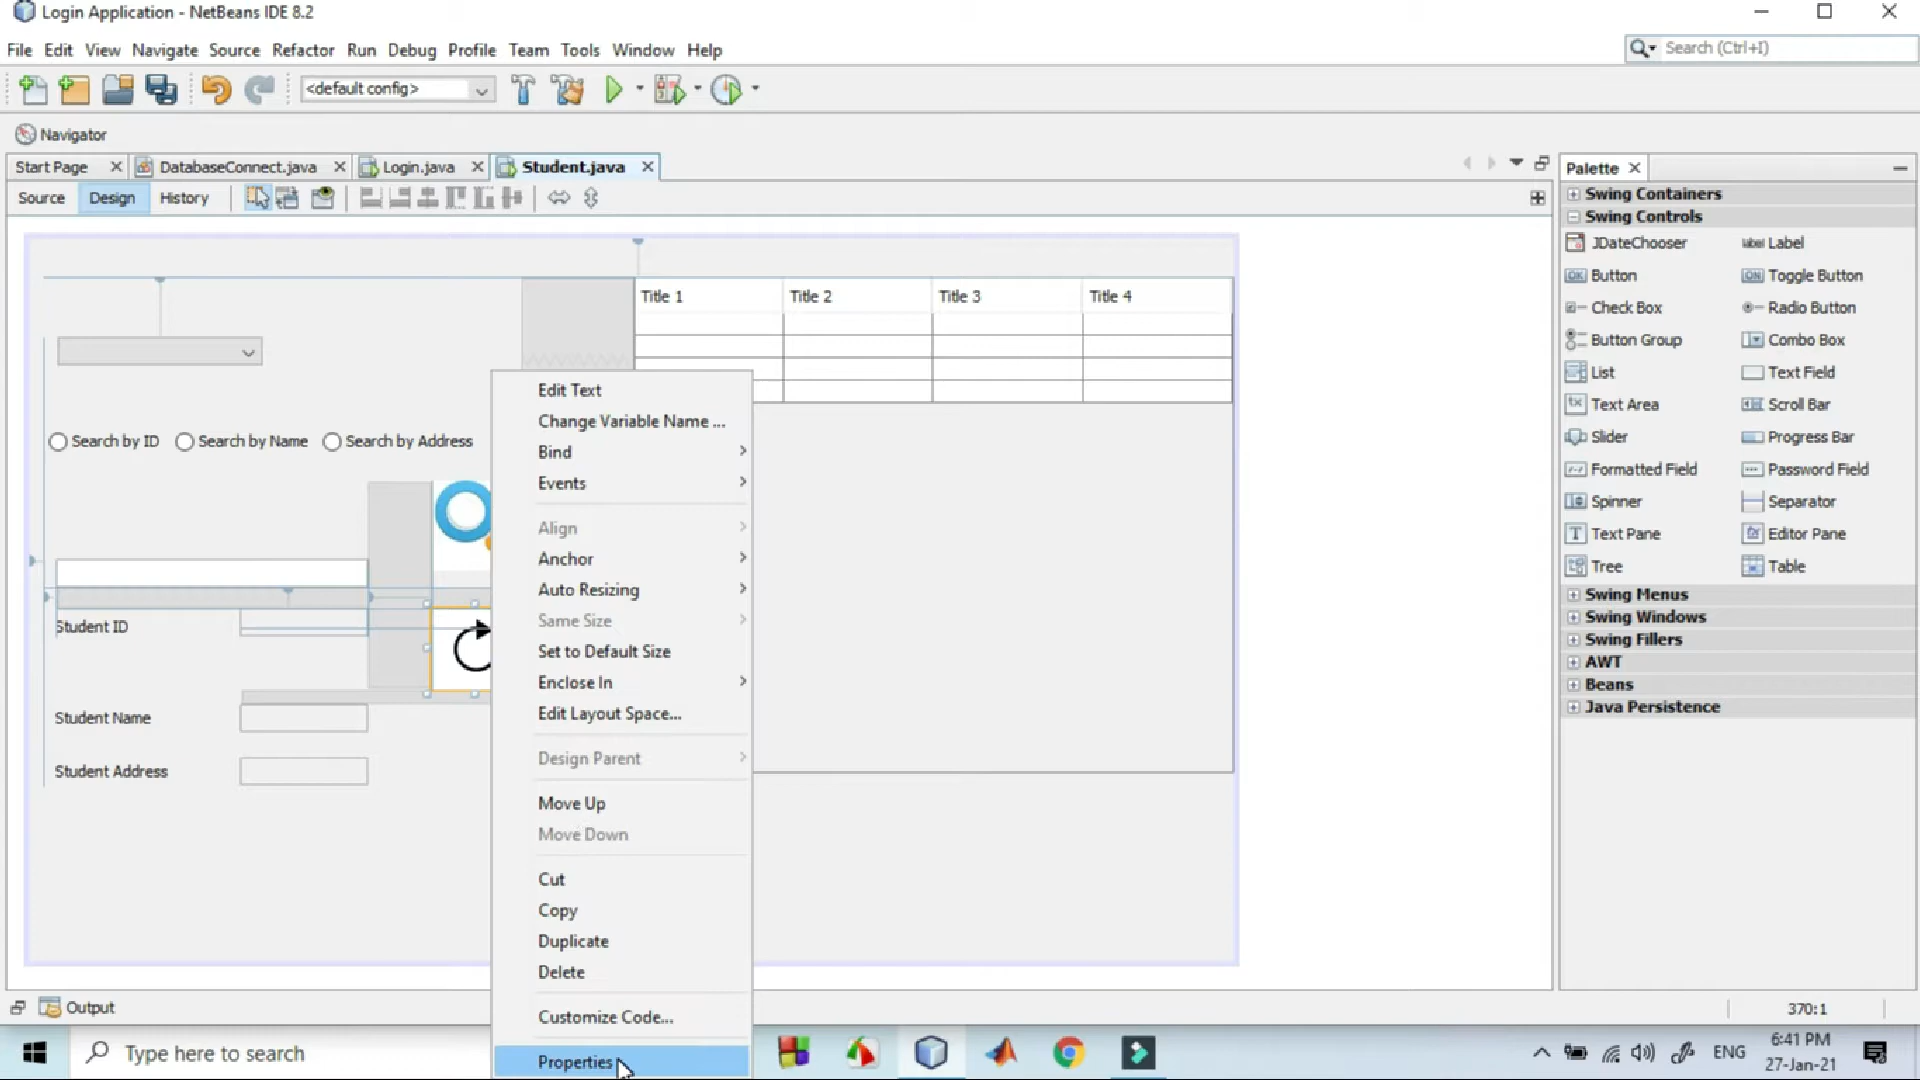 Login Application - NetBeans IDE 8.2
File Edit View Navigate Source Refactor Run Debug Profile Team Tools Window Help
Search (Ctrl+I)
<default config>
Navigator
Start Page DatabaseConnect.java Login.java Student.java
Source Design History
Title 1 Title 2 Title 3 Title 4
Search by ID Search by Name Search by Address
Student ID
Student Name
Student Address
Edit Text
Change Variable Name ...
Bind
Events
Align
Anchor
Auto Resizing
Same Size
Set to Default Size
Enclose In
Edit Layout Space...
Design Parent
Move Up
Move Down
Cut
Copy
Duplicate
Delete
Customize Code...
Properties
Palette
Swing Containers
Swing Controls
JDateChooser label Label
OK Button ON Toggle Button
Check Box Radio Button
Button Group Combo Box
List Text Field
Text Area Scroll Bar
Slider Progress Bar
Formatted Field Password Field
Spinner Separator
Text Pane Editor Pane
Tree Table
Swing Menus
Swing Windows
Swing Fillers
AWT
Beans
Java Persistence
Output
370:1
Type here to search
ENG
6:41 PM
27-Jan-21